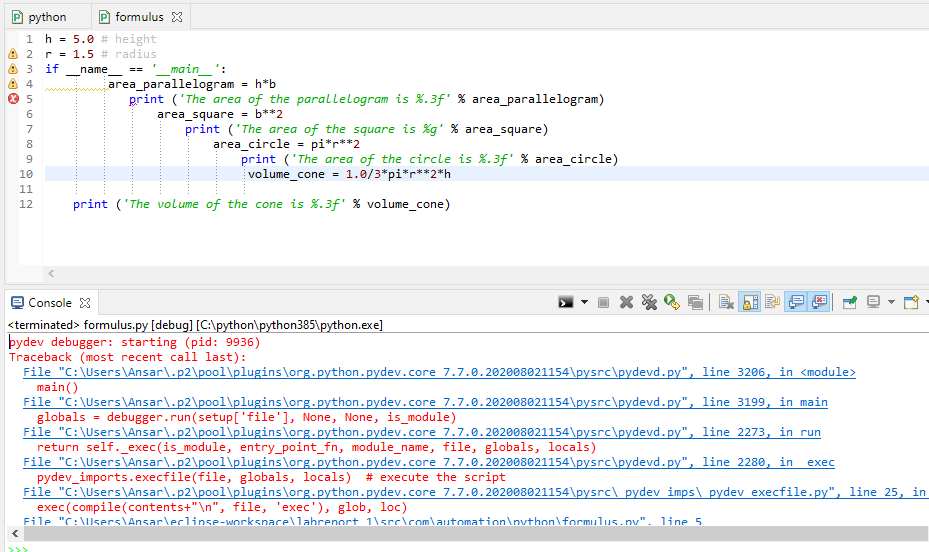 python formulus
1 h = 5.0 # height
2 r = 1.5 # radius
3 if __name__ == '__main__':
4 area_parallelogram = h*b
5 print ('The area of the parallelogram is %.3f' % area_parallelogram)
6 area_square = b**2
7 print ('The area of the square is %g' % area_square)
8 area_circle = pi*r**2
9 print ('The area of the circle is %.3f' % area_circle)
10 volume_cone = 1.0/3*pi*r**2*h
11
12 print ('The volume of the cone is %.3f' % volume_cone)
Console
<terminated> formulus.py [debug] [C:\python\python385\python.exe]
pydev debugger: starting (pid: 9936)
Traceback (most recent call last):
File "C:\Users\Ansar\.p2\pool\plugins\org.python.pydev.core_7.7.0.202008021154\pysrc\pydevd.py", line 3206, in <module>
main()
File "C:\Users\Ansar\.p2\pool\plugins\org.python.pydev.core_7.7.0.202008021154\pysrc\pydevd.py", line 3199, in main
globals = debugger.run(setup['file'], None, None, is_module)
File "C:\Users\Ansar\.p2\pool\plugins\org.python.pydev.core_7.7.0.202008021154\pysrc\pydevd.py", line 2273, in run
return self._exec(is_module, entry_point_fn, module_name, file, globals, locals)
File "C:\Users\Ansar\.p2\pool\plugins\org.python.pydev.core_7.7.0.202008021154\pysrc\pydevd.py", line 2280, in _exec
pydev_imports.execfile(file, globals, locals) # execute the script
File "C:\Users\Ansar\.p2\pool\plugins\org.python.pydev.core_7.7.0.202008021154\pysrc\_pydev_imps\_pydev_execfile.py", line 25, in
exec(compile(contents+"\n", file, 'exec'), glob, loc)
File "C:\Users\Ansar\eclipse-workspace\labreport_1\src\com\automation\python\formulus.py", line 5
>>>